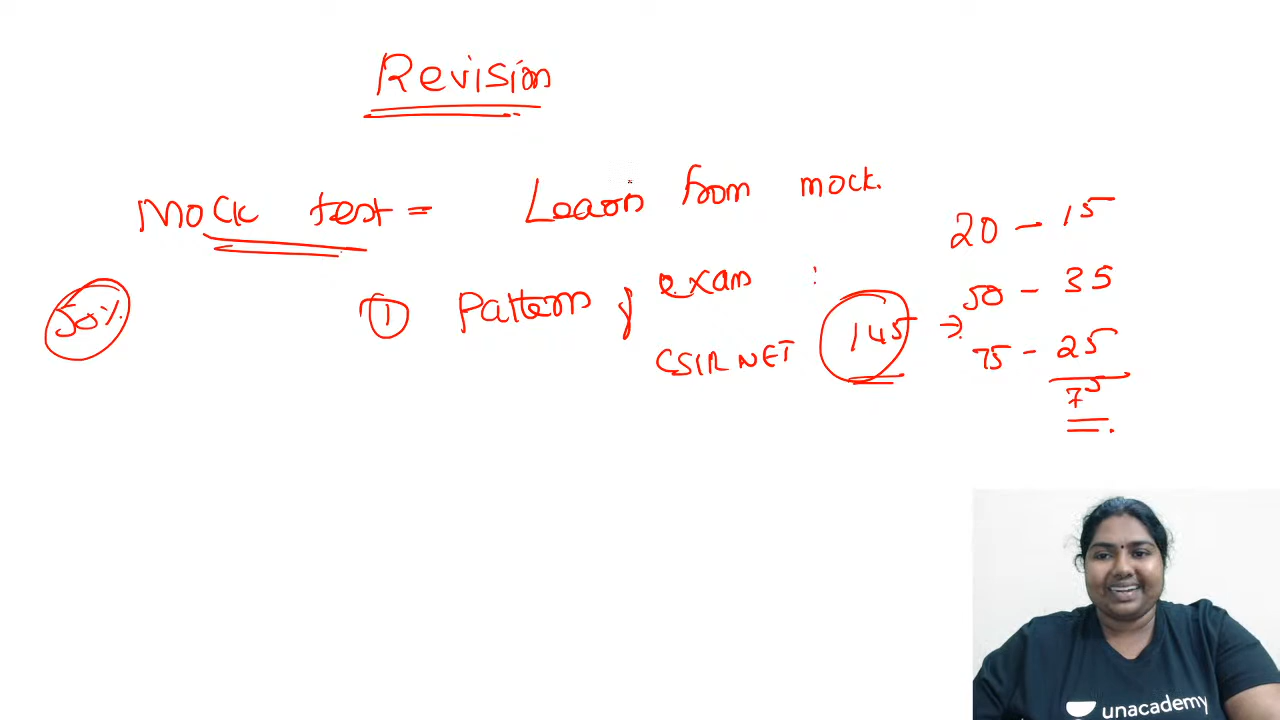 Revision
Mock test = Learn from mock.
20 - 15
50 - 35
75 - 25
75
50%.
① Pattern of exam :
CSIR NET 145 →
unacademy